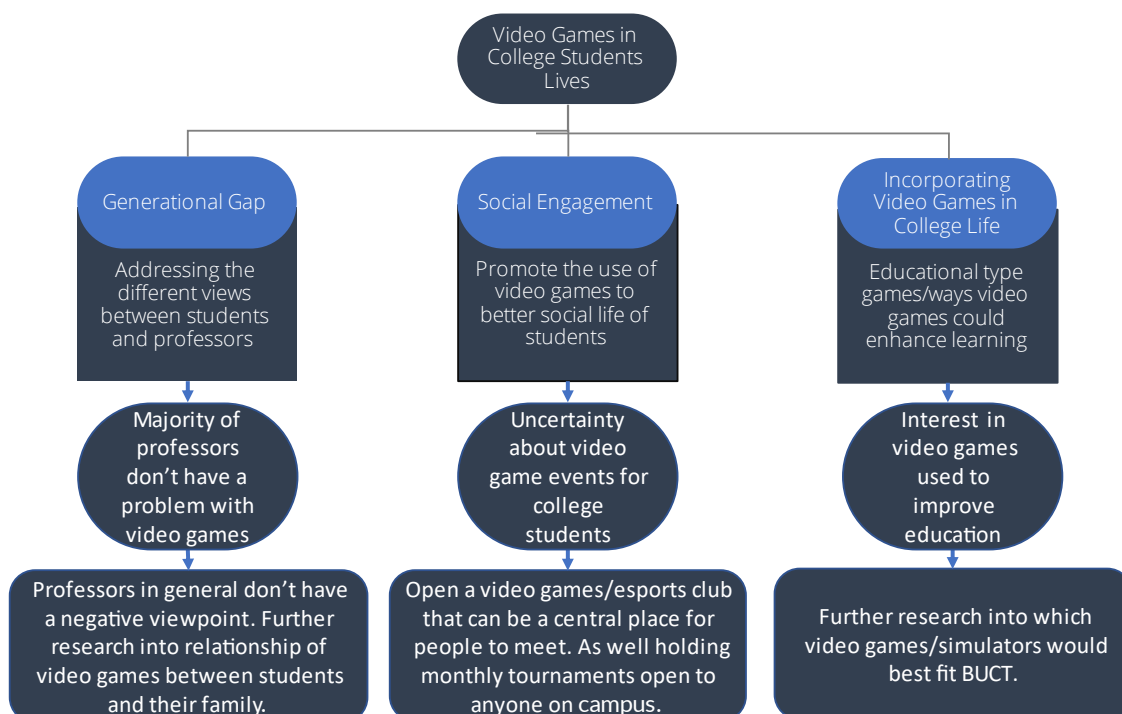 Video Games in
College Students
Lives
Generational Gap
Addressing the
different views
between students
and professors
Majority of
professors
don’t have a
problem with
video games
Professors in general don’t have
a negative viewpoint. Further
research into relationship of
video games between students
and their family.
Social Engagement
Promote the use of
video games to
better social life of
students
Uncertainty
about video
game events for
college
students
Open a video games/esports club
that can be a central place for
people to meet. As well holding
monthly tournaments open to
anyone on campus.
Incorporating
Video Games in
College Life
Educational type
games/ways video
games could
enhance learning
Interest in
video games
used to
improve
education
Further research into which
video games/simulators would
best fit BUCT.